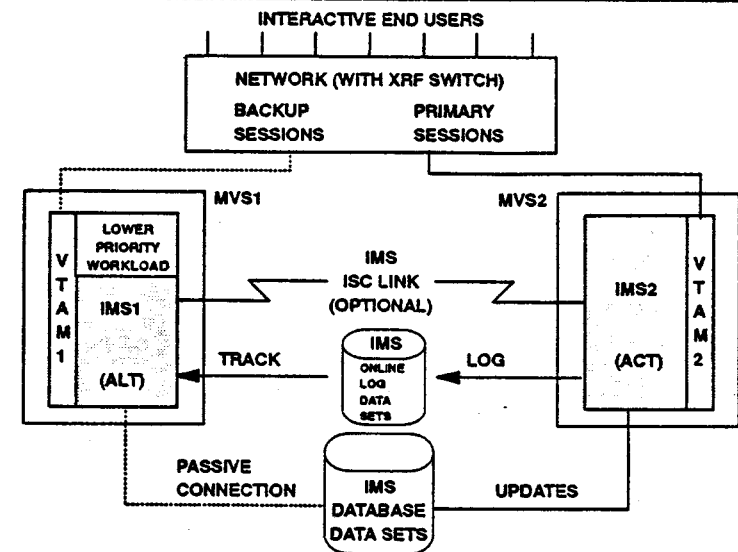 INTERACTIVE END USERS
NETWORK (WITH XRF SWITCH)
BACKUP
SESSIONS
PRIMARY
SESSIONS
MVS1
MVS2
VTAM1
LOWER
PRIORITY
WORKLOAD
IMS1
(ALT)
IMS
ISC LINK
(OPTIONAL)
IMS2
(ACT)
VTAM2
TRACK
IMS
ONLINE
LOG
DATA
SETS
LOG
PASSIVE
CONNECTION
IMS
DATABASE
DATA SETS
UPDATES